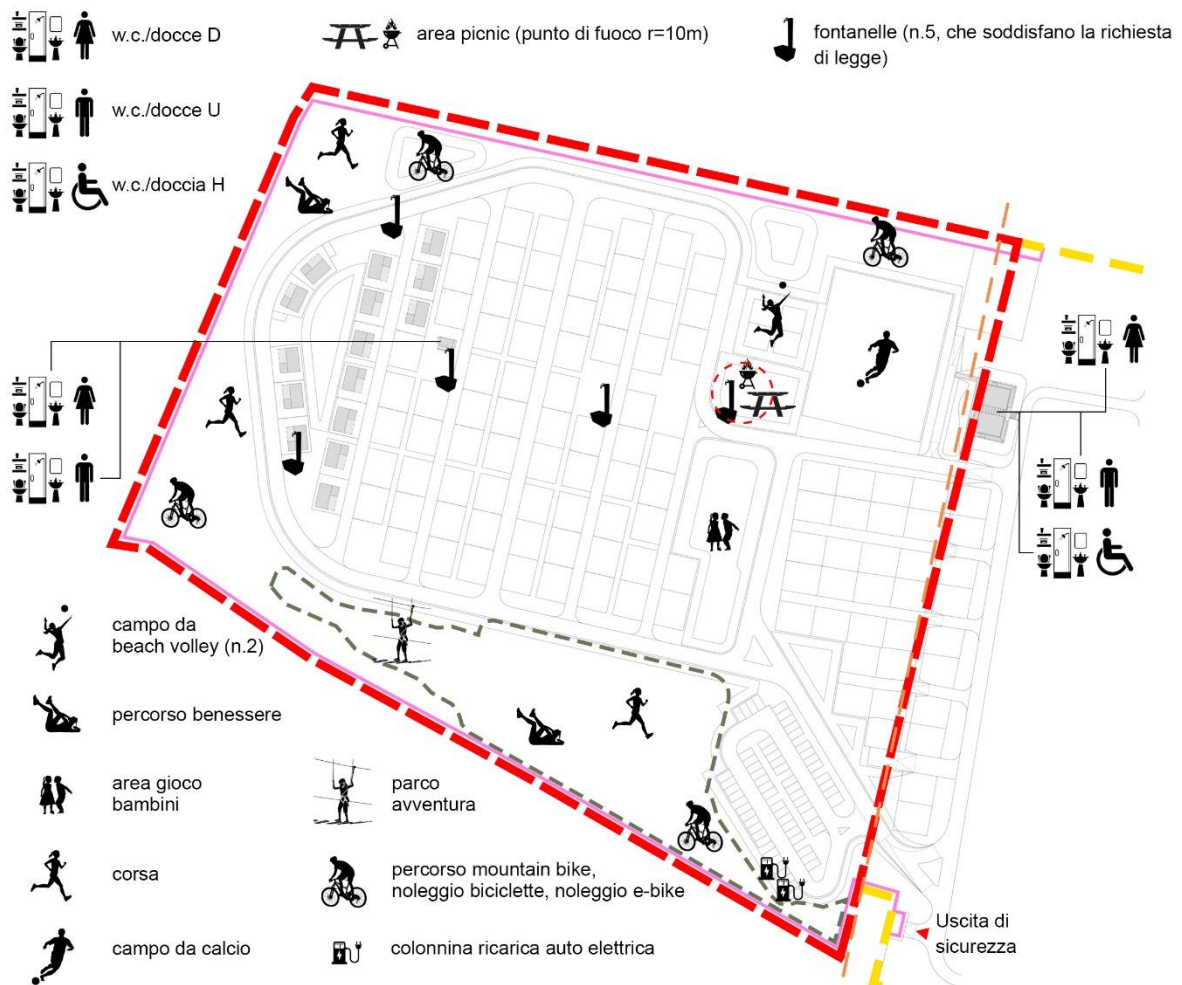 w.c./docce D
area picnic (punto di fuoco r=10m)
fontanelle (n.5, che soddisfano la richiesta
di legge)
w.c./docce U
w.c./doccia H
campo da
beach volley (n.2)
percorso benessere
area gioco
bambini
parco
avventura
corsa
percorso mountain bike,
noleggio biciclette, noleggio e-bike
campo da calcio
colonnina ricarica auto elettrica
Uscita di
sicurezza